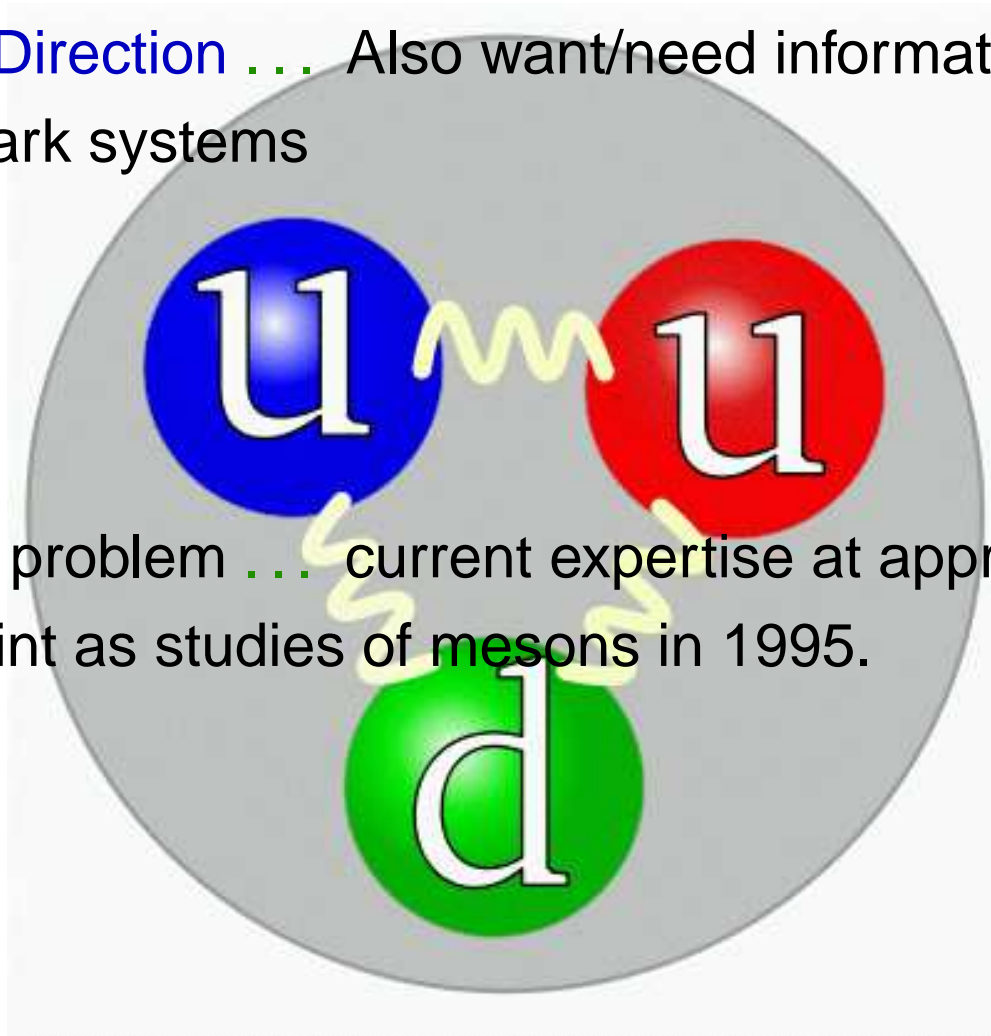 Direction ... Also want/need informat
ark systems
u u
problem ... current expertise at appr
int as studies of mesons in 1995.
d